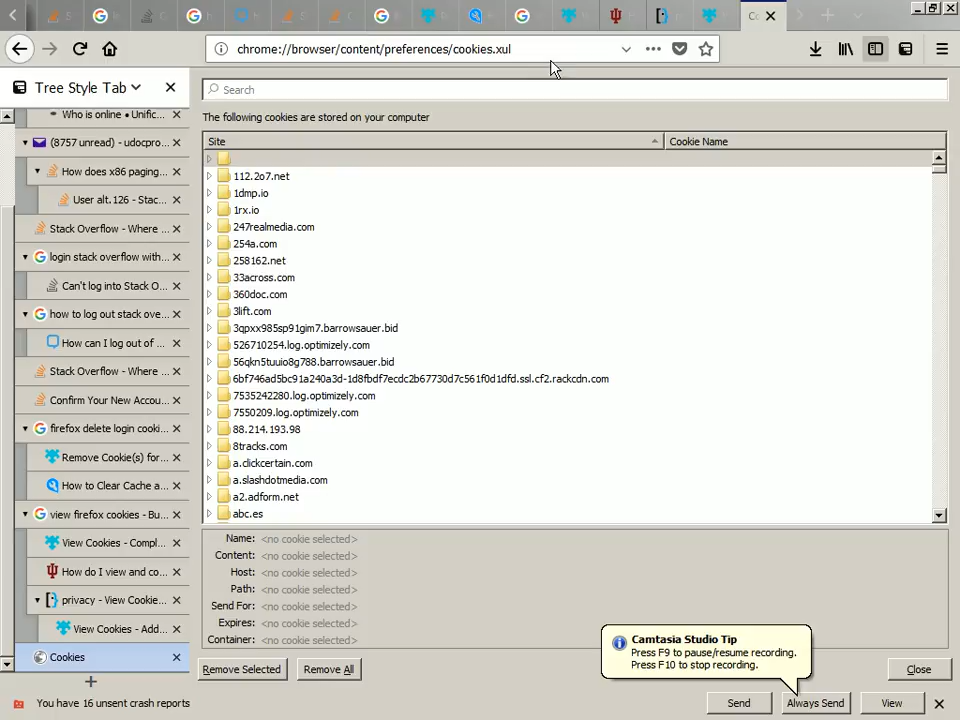 C
chrome://browser/content/preferences/cookies.xul
Tree Style Tab
Search
Who is online • Unific...
The following cookies are stored on your computer
(8757 unread) - udocpro...
Site
Cookie Name
How does x86 paging...
112.2o7.net
1dmp.io
User alt.126 - Stac...
1rx.io
Stack Overflow - Where ...
247realmedia.com
254a.com
login stack overflow with...
258162.net
33across.com
Can't log into Stack O...
360doc.com
how to log out stack ove...
3lift.com
3qpxx985sp91gim7.barrowsauer.bid
How can I log out of ...
526710254.log.optimizely.com
56qkn5tuuio8g788.barrowsauer.bid
Stack Overflow - Where ...
6bf746ad5bc91a240a3d-1d8fbdf7ecdc2b67730d7c561f0d1dfd.ssl.cf2.rackcdn.com
Confirm Your New Accou...
7535242280.log.optimizely.com
7550209.log.optimizely.com
firefox delete login cooki...
88.214.193.98
8tracks.com
Remove Cookie(s) for...
a.clickcertain.com
a.slashdotmedia.com
How to Clear Cache a...
a2.adform.net
view firefox cookies - Bu...
abc.es
View Cookies - Compl...
Name: <no cookie selected>
Content: <no cookie selected>
How do I view and co...
Host: <no cookie selected>
Path: <no cookie selected>
privacy - View Cookie...
Send For: <no cookie selected>
View Cookies - Add...
Expires: <no cookie selected>
Container: <no cookie selected>
Camtasia Studio Tip
Press F9 to pause/resume recording.
Press F10 to stop recording.
Cookies
Remove Selected
Remove All
Close
You have 16 unsent crash reports
Send
Always Send
View